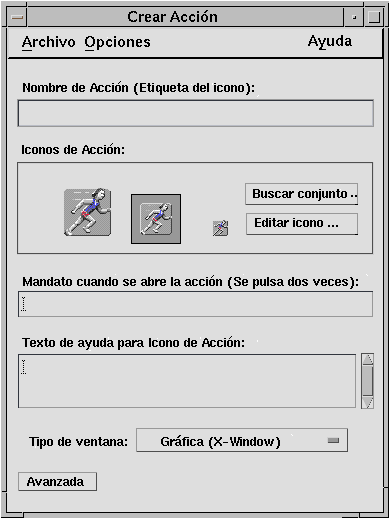 Crear Acción
Archivo Opciones Ayuda
Nombre de Acción (Etiqueta del icono):
Iconos de Acción:
Buscar conjunto ..
Editar icono ...
Mandato cuando se abre la acción (Se pulsa dos veces):
Texto de ayuda para Icono de Acción:
Tipo de ventana: Gráfica (X-Window)
Avanzada